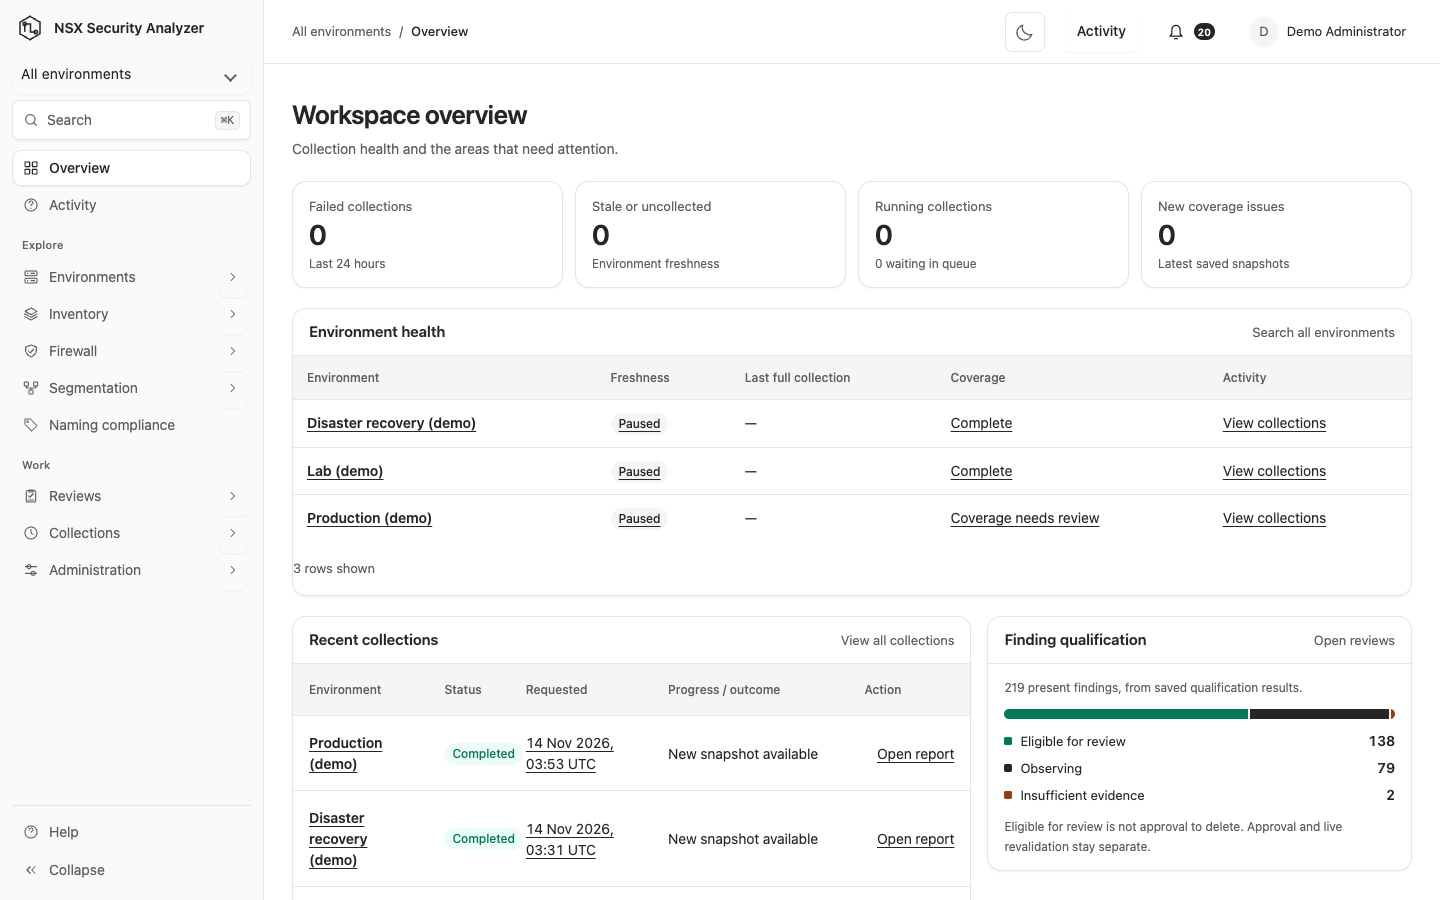 NSX Security Analyzer
All environments
Search ⌘K
Overview
Activity
Explore
Environments
Inventory
Firewall
Segmentation
Naming compliance
Work
Reviews
Collections
Administration
Help
Collapse
All environments / Overview
Activity
20
D Demo Administrator
Workspace overview
Collection health and the areas that need attention.
Failed collections
0
Last 24 hours
Stale or uncollected
0
Environment freshness
Running collections
0
0 waiting in queue
New coverage issues
0
Latest saved snapshots
Environment health Search all environments
Environment Freshness Last full collection Coverage Activity
Disaster recovery (demo) Paused — Complete View collections
Lab (demo) Paused — Complete View collections
Production (demo) Paused — Coverage needs review View collections
3 rows shown
Recent collections View all collections
Environment Status Requested Progress / outcome Action
Production (demo) Completed 14 Nov 2026, 03:53 UTC New snapshot available Open report
Disaster recovery (demo) Completed 14 Nov 2026, 03:31 UTC New snapshot available Open report
Finding qualification Open reviews
219 present findings, from saved qualification results.
Eligible for review 138
Observing 79
Insufficient evidence 2
Eligible for review is not approval to delete. Approval and live
revalidation stay separate.